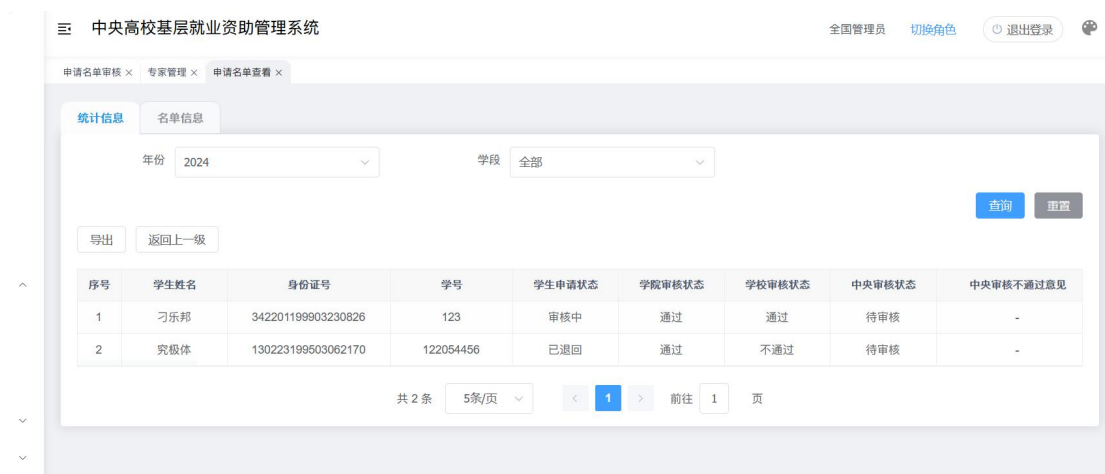 中央高校基层就业资助管理系统 全国管理员 切换角色 退出登录
申请名单审核 × 专家管理 × 申请名单查看 ×
统计信息 名单信息
年份 2024 学段 全部
查询 重置
导出 返回上一级
序号 学生姓名 身份证号 学号 学生申请状态 学院审核状态 学校审核状态 中央审核状态 中央审核不通过意见
1 刁乐邦 342201199903230826 123 审核中 通过 通过 待审核 -
2 究极体 130223199503062170 122054456 已退回 通过 不通过 待审核 -
共 2 条 5条/页 < 1 > 前往 1 页